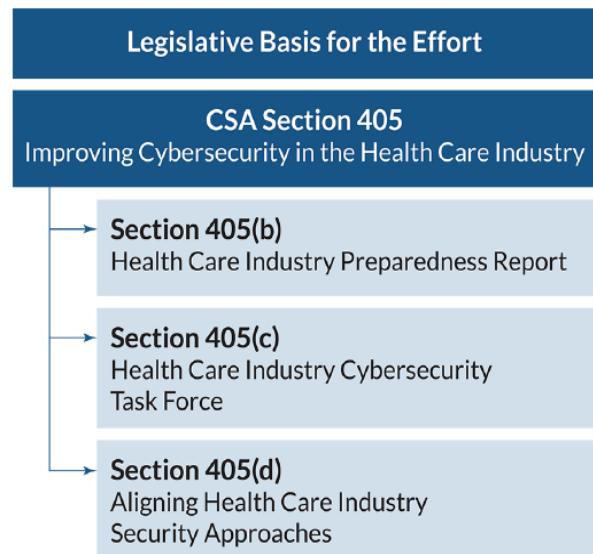 Legislative Basis for the Effort
CSA Section 405
Improving Cybersecurity in the Health Care Industry
Section 405(b)
Health Care Industry Preparedness Report
Section 405(c)
Health Care Industry Cybersecurity
Task Force
Section 405(d)
Aligning Health Care Industry
Security Approaches